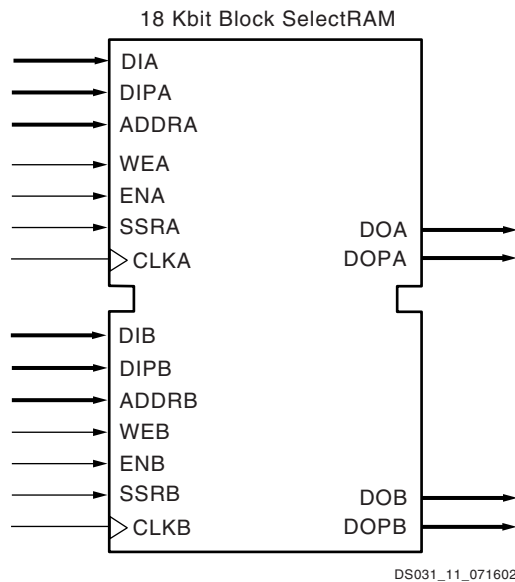 18 Kbit Block SelectRAM
DIA
DIPA
ADDRA
WEA
ENA
SSRA
CLKA
DOA
DOPA
DIB
DIPB
ADDRB
WEB
ENB
SSRB
CLKB
DOB
DOPB
DS031_11_071602